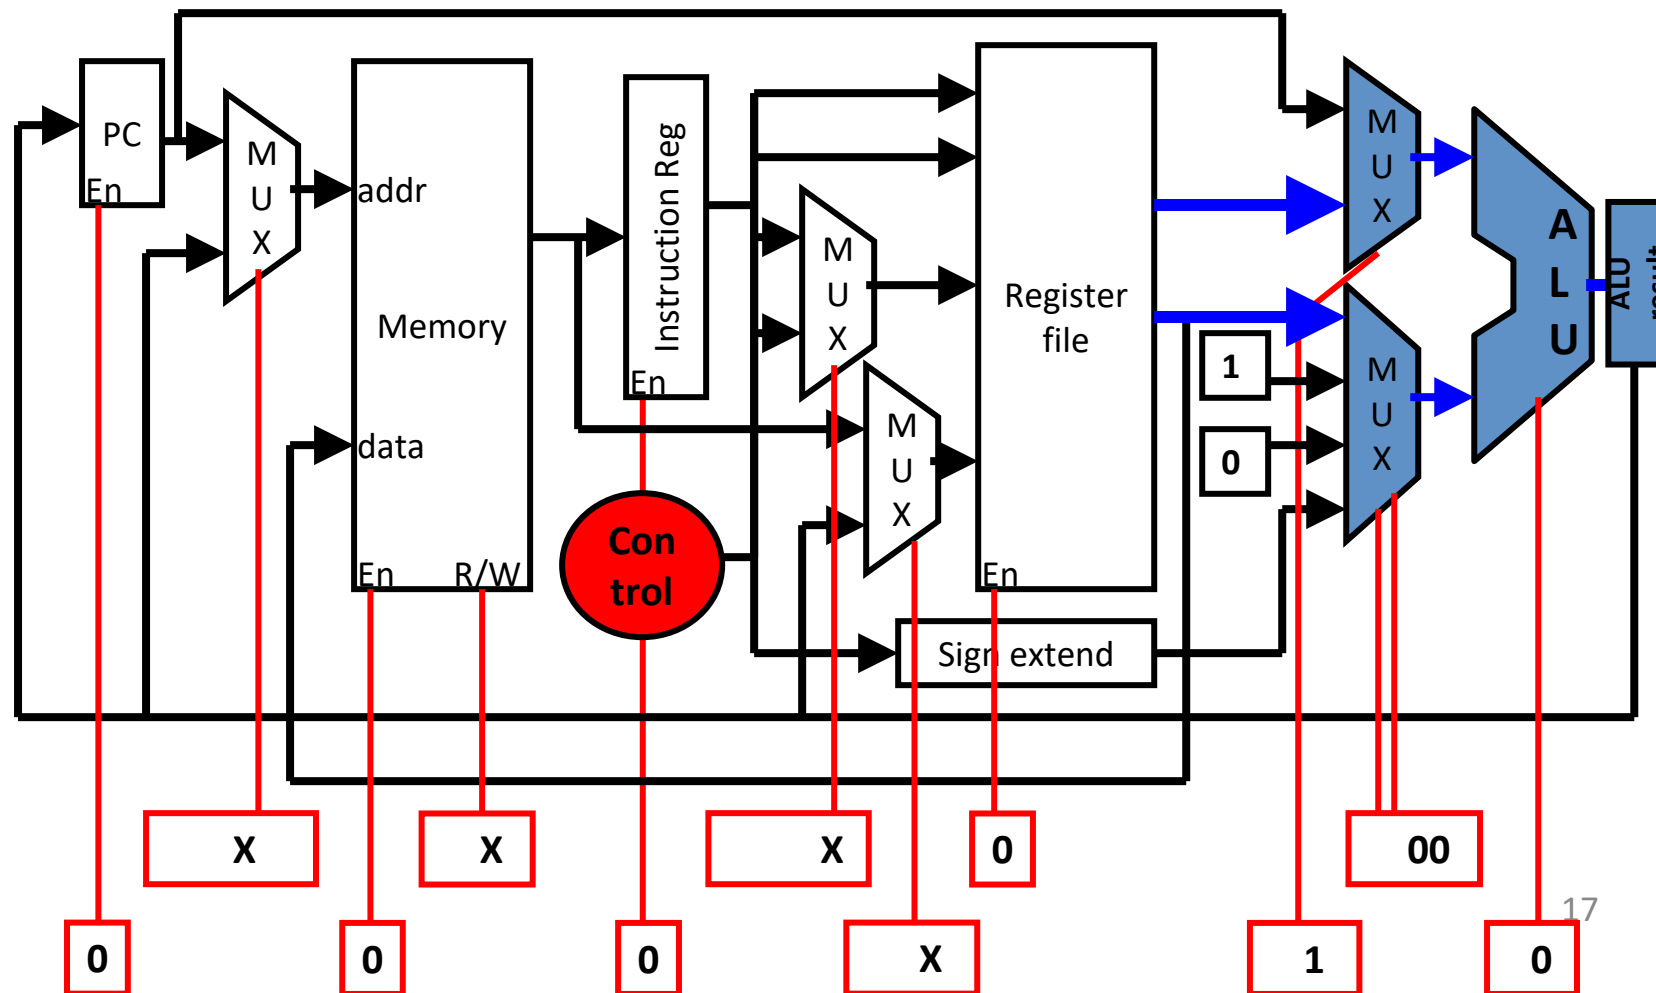 PC
En
M
U
X
addr
data
Memory
En
R/W
Instruction Reg
En
Con
trol
M
U
X
M
U
X
Register
file
En
Sign extend
M
U
X
1
0
M
U
X
A
L
U
ALU
result
X
X
X
0
00
17
0
0
0
X
1
0